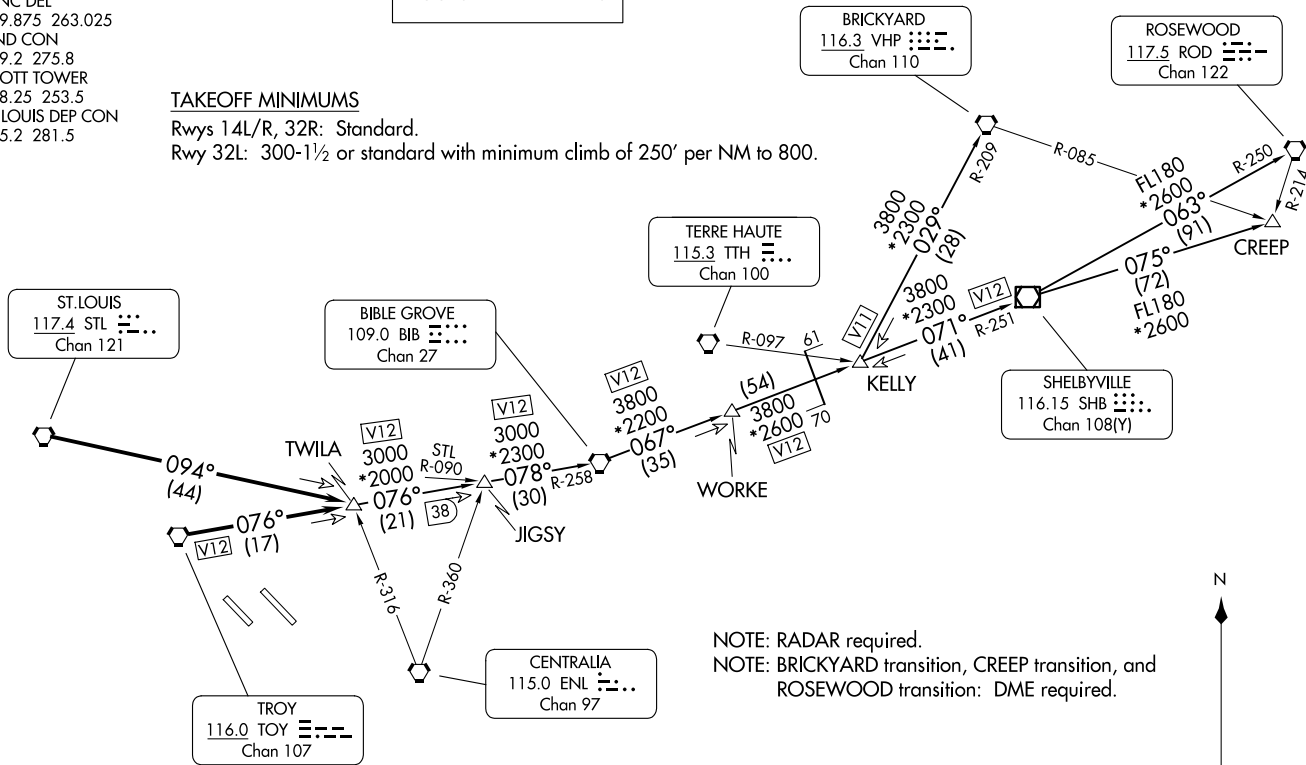 NC DEL
9.875 263.025
ND CON
9.2 275.8
OTT TOWER
8.25 253.5
LOUIS DEP CON
5.2 281.5
TAKEOFF MINIMUMS
Rwys 14L/R, 32R: Standard.
Rwy 32L: 300-1½ or standard with minimum climb of 250' per NM to 800.
BRICKYARD
116.3 VHP
Chan 110
ROSEWOOD
117.5 ROD
Chan 122
R-209
R-085
R-250
R-214
FL180
*2600
063°
(91)
CREEP
075°
(72)
FL180
*2600
3800
*2300
029°
(28)
TERRE HAUTE
115.3 TTH
Chan 100
R-097
V11
3800
*2300
V12
071°
R-251
(41)
KELLY
61
70
SHELBYVILLE
116.15 SHB
Chan 108(Y)
ST.LOUIS
117.4 STL
Chan 121
BIBLE GROVE
109.0 BIB
Chan 27
V12
3800
*2200
067°
(35)
(54)
3800
*2600
V12
WORKE
V12
3000
*2300
078°
(30)
R-258
JIGSY
TWILA
V12
3000
*2000
STL
R-090
076°
(21)
38
094°
(44)
076°
V12
(17)
R-316
R-360
CENTRALIA
115.0 ENL
Chan 97
TROY
116.0 TOY
Chan 107
NOTE: RADAR required.
NOTE: BRICKYARD transition, CREEP transition, and
ROSEWOOD transition: DME required.
N